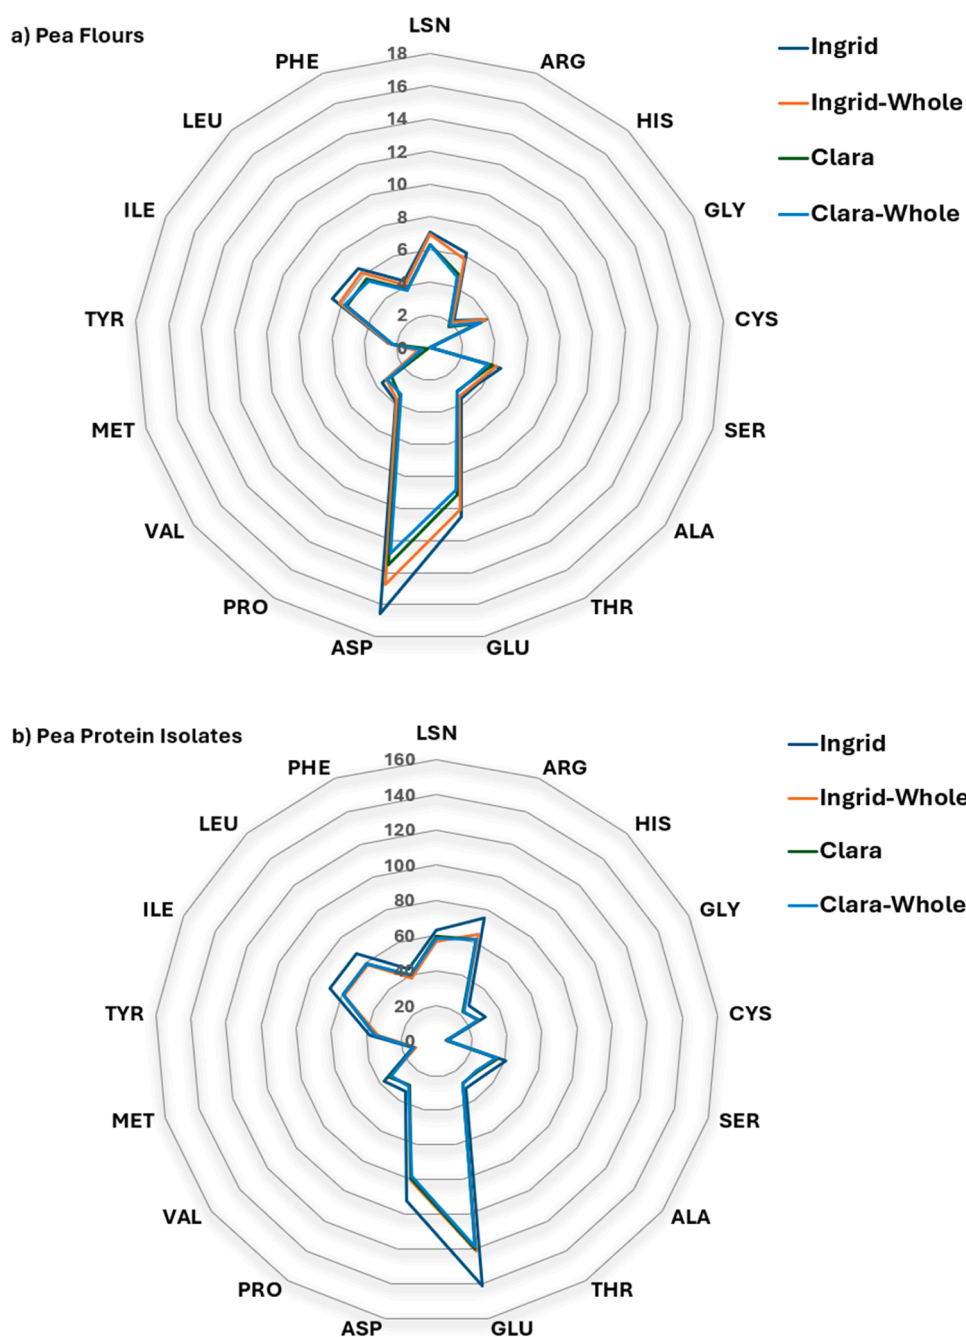 a) Pea Flours
LSN
ARG
HIS
GLY
CYS
SER
ALA
THR
GLU
ASP
PRO
VAL
MET
TYR
ILE
LEU
PHE
18
16
14
12
10
8
6
4
2
0
Ingrid
Ingrid-Whole
Clara
Clara-Whole
b) Pea Protein Isolates
LSN
ARG
HIS
GLY
CYS
SER
ALA
THR
GLU
ASP
PRO
VAL
MET
TYR
ILE
LEU
PHE
160
140
120
100
80
60
40
20
0
Ingrid
Ingrid-Whole
Clara
Clara-Whole